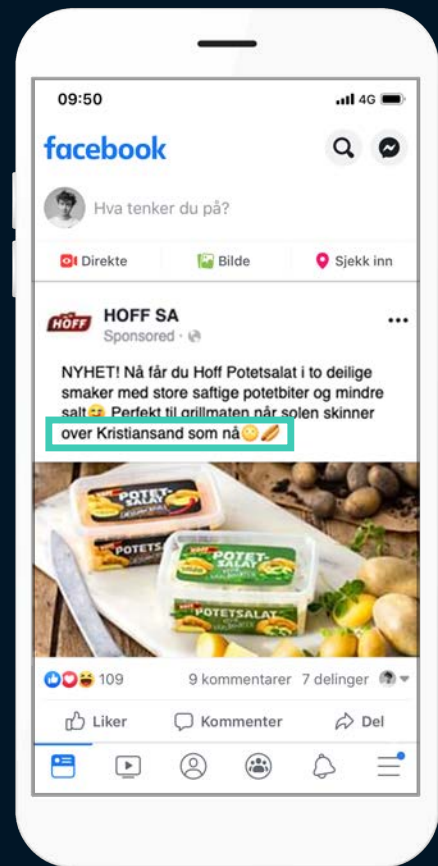 09:50
4G
facebook
Hva tenker du på?
Direkte
Bilde
Sjekk inn
HOFF
HOFF SA
Sponsored ·
NYHET! Nå får du Hoff Potetsalat i to deilige
smaker med store saftige potetbiter og mindre
salt😋 Perfekt til grillmaten når solen skinner
over Kristiansand som nå🌞🌭
POTET-
SALAT
POTETS
HOFF
POTET-
SALAT
POTETSALAT
109
9 kommentarer 7 delinger
Liker
Kommenter
Del